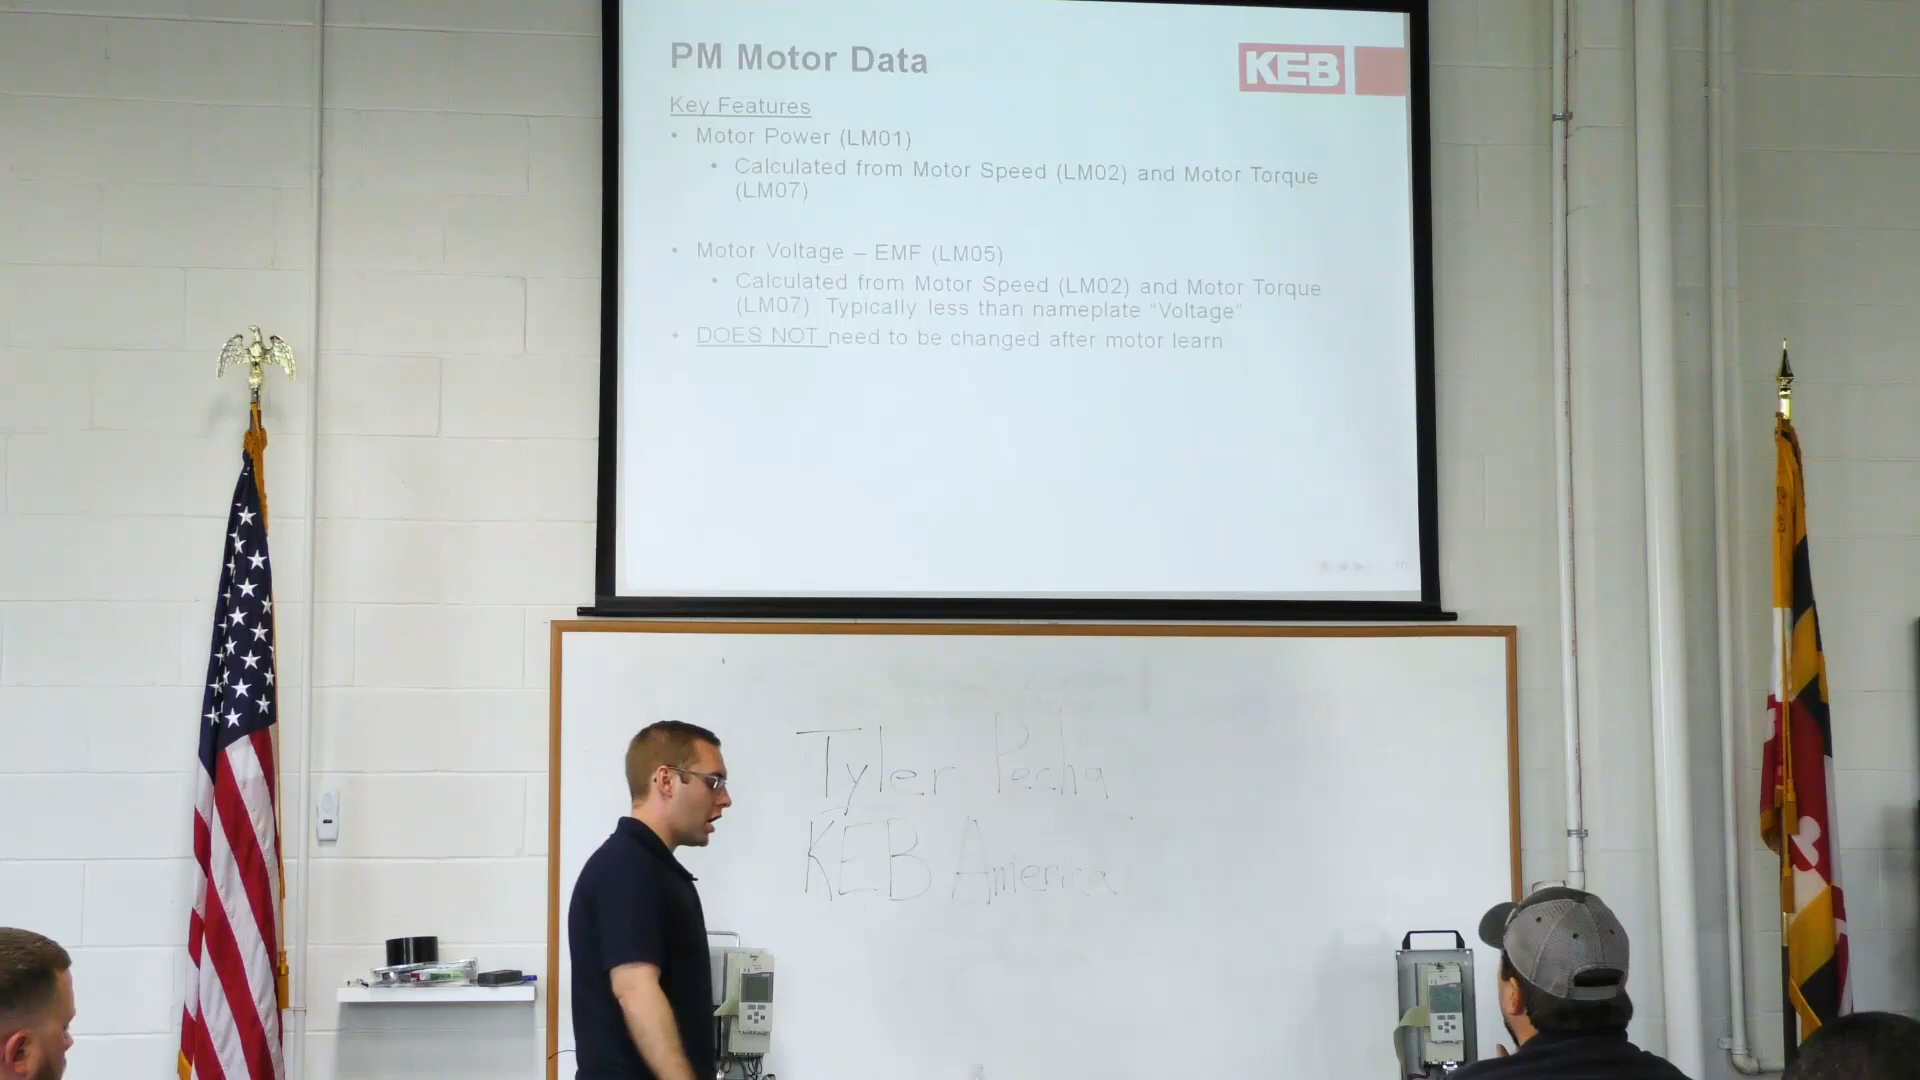 PM Motor Data
KEB
Key Features
• Motor Power (LM01)
• Calculated from Motor Speed (LM02) and Motor Torque
(LM07)
• Motor Voltage – EMF (LM05)
• Calculated from Motor Speed (LM02) and Motor Torque
(LM07) Typically less than nameplate “Voltage”
• DOES NOT need to be changed after motor learn
Tyler Pecha
KEB America